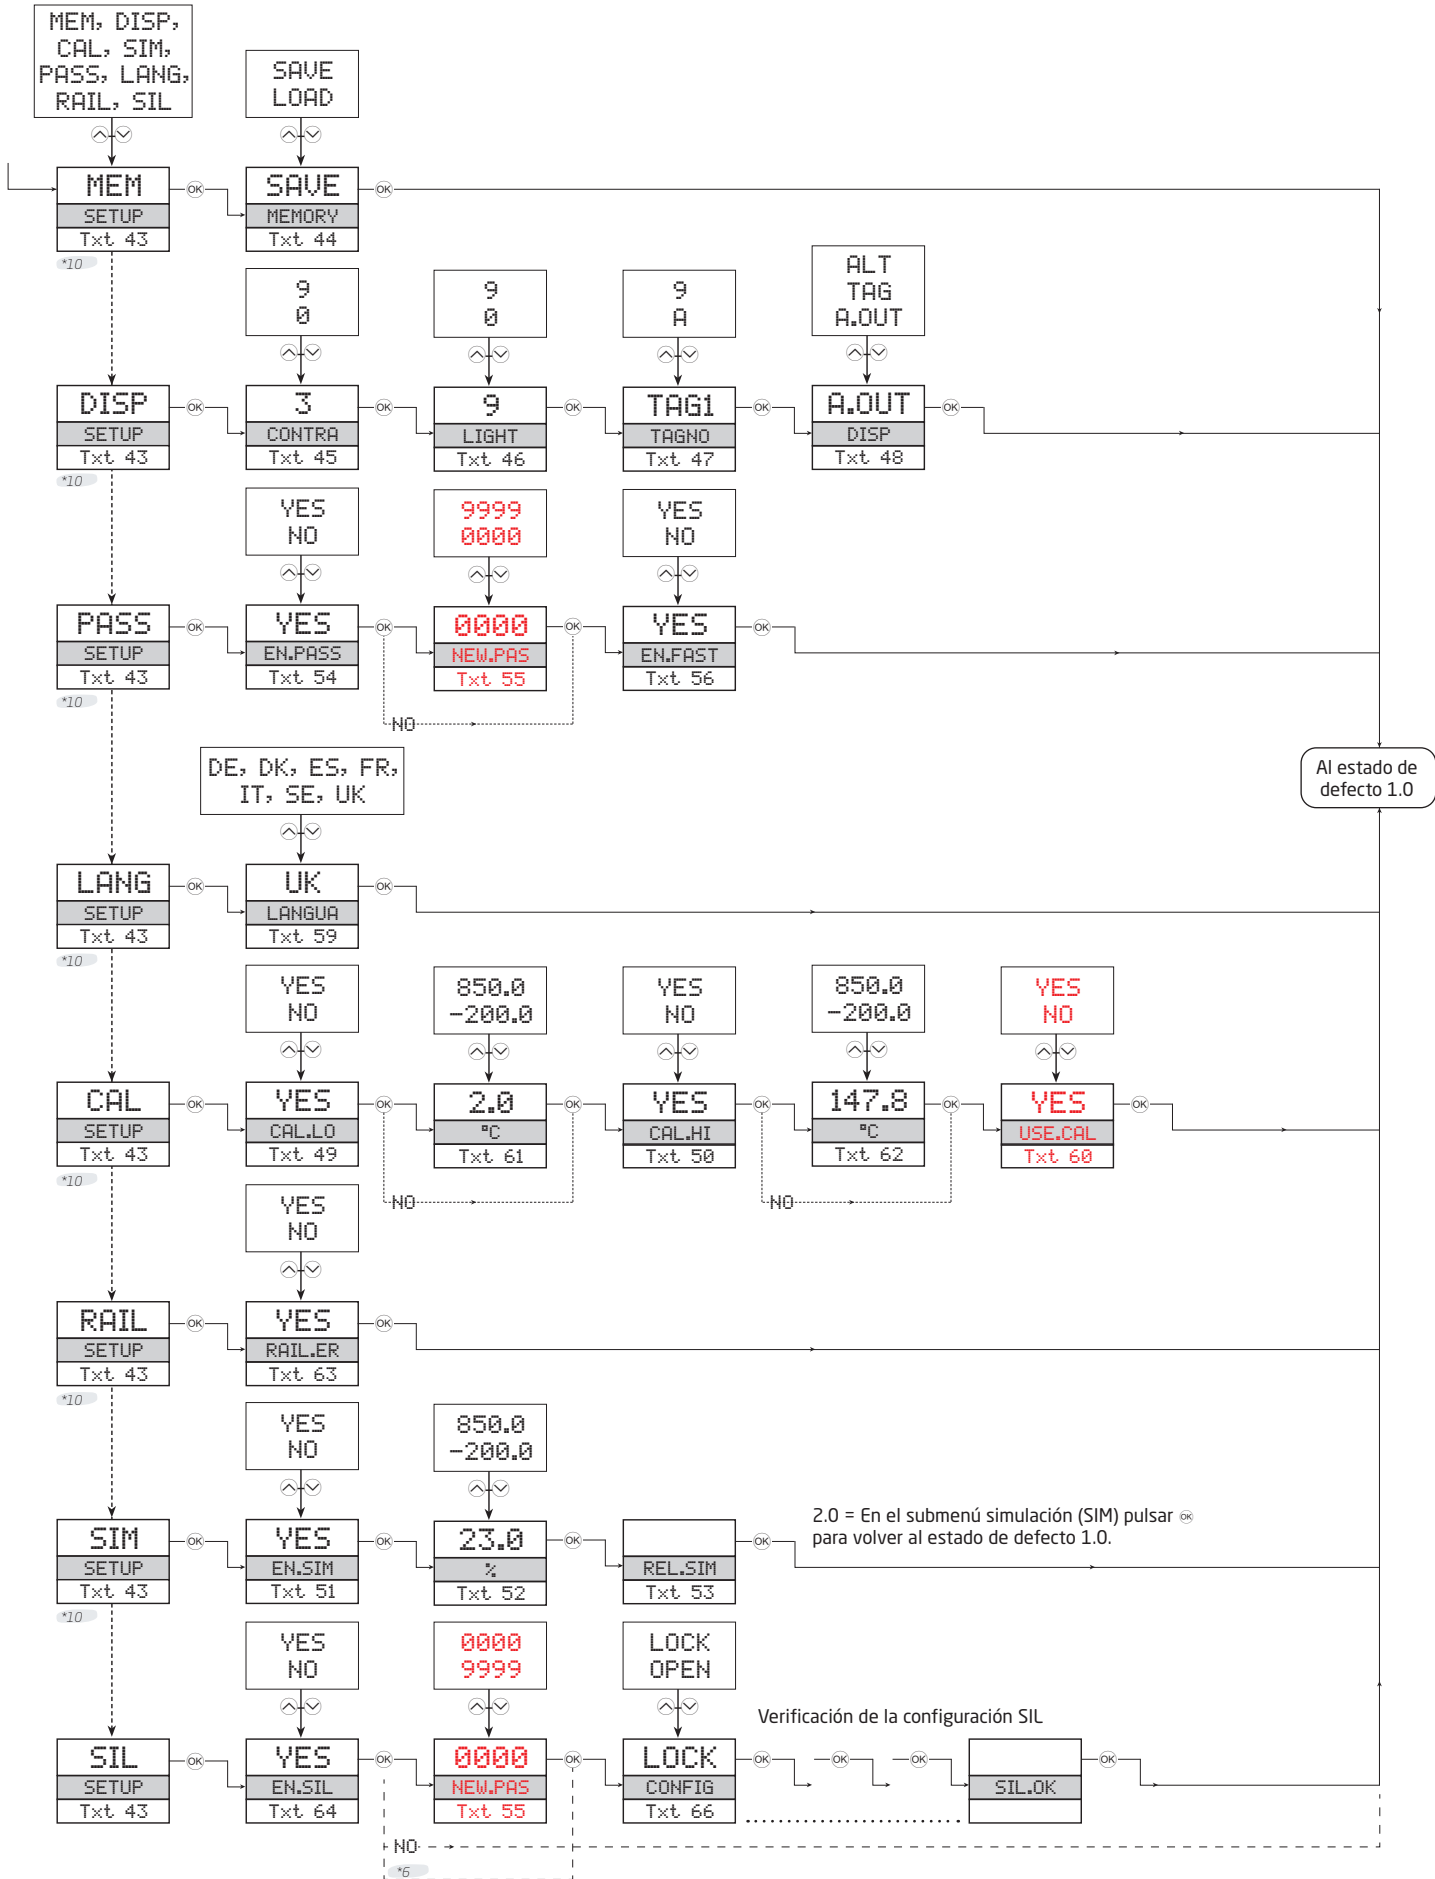 MEM, DISP,
CAL, SIM,
PASS, LANG,
RAIL, SIL
SAVE
LOAD
MEM
SETUP
Txt 43
*10
OK
SAVE
MEMORY
Txt 44
OK
9
0
9
0
9
A
ALT
TAG
A.OUT
DISP
SETUP
Txt 43
*10
OK
3
CONTRA
Txt 45
OK
9
LIGHT
Txt 46
OK
TAG1
TAGNO
Txt 47
OK
A.OUT
DISP
Txt 48
OK
YES
NO
9999
0000
YES
NO
PASS
SETUP
Txt 43
*10
OK
YES
EN.PASS
Txt 54
OK
0000
NEW.PAS
Txt 55
OK
YES
EN.FAST
Txt 56
OK
NO
Al estado de
defecto 1.0
DE, DK, ES, FR,
IT, SE, UK
LANG
SETUP
Txt 43
*10
OK
UK
LANGUA
Txt 59
OK
YES
NO
850.0
-200.0
YES
NO
850.0
-200.0
YES
NO
CAL
SETUP
Txt 43
*10
OK
YES
CAL.LO
Txt 49
OK
2.0
°C
Txt 61
OK
YES
CAL.HI
Txt 50
OK
147.8
°C
Txt 62
OK
YES
USE.CAL
Txt 60
OK
NO
NO
YES
NO
RAIL
SETUP
Txt 43
*10
OK
YES
RAIL.ER
Txt 63
OK
YES
NO
850.0
-200.0
SIM
SETUP
Txt 43
*10
OK
YES
EN.SIM
Txt 51
OK
23.0
%
Txt 52
OK
REL.SIM
Txt 53
OK
2.0 = En el submenú simulación (SIM) pulsar OK
para volver al estado de defecto 1.0.
YES
NO
0000
9999
LOCK
OPEN
Verificación de la configuración SIL
SIL
SETUP
Txt 43
OK
YES
EN.SIL
Txt 64
OK
0000
NEW.PAS
Txt 55
OK
LOCK
CONFIG
Txt 66
OK
OK
OK
SIL.OK
OK
NO
*6